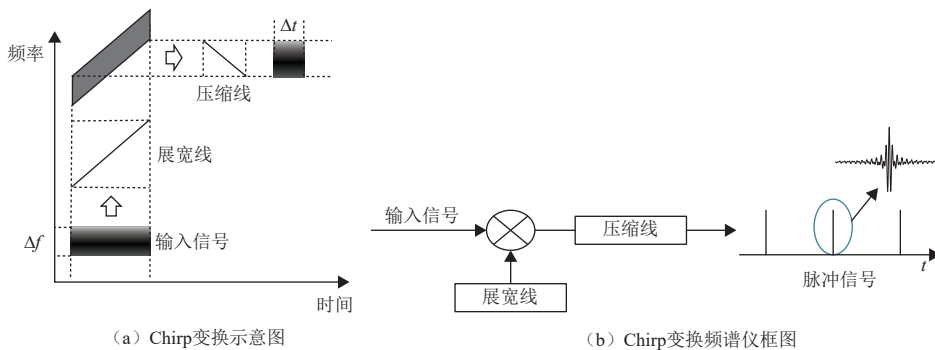 Δt
频率
压缩线
展宽线
Δf
输入信号
时间
（a）Chirp变换示意图
输入信号
压缩线
展宽线
脉冲信号
t
（b）Chirp变换频谱仪框图